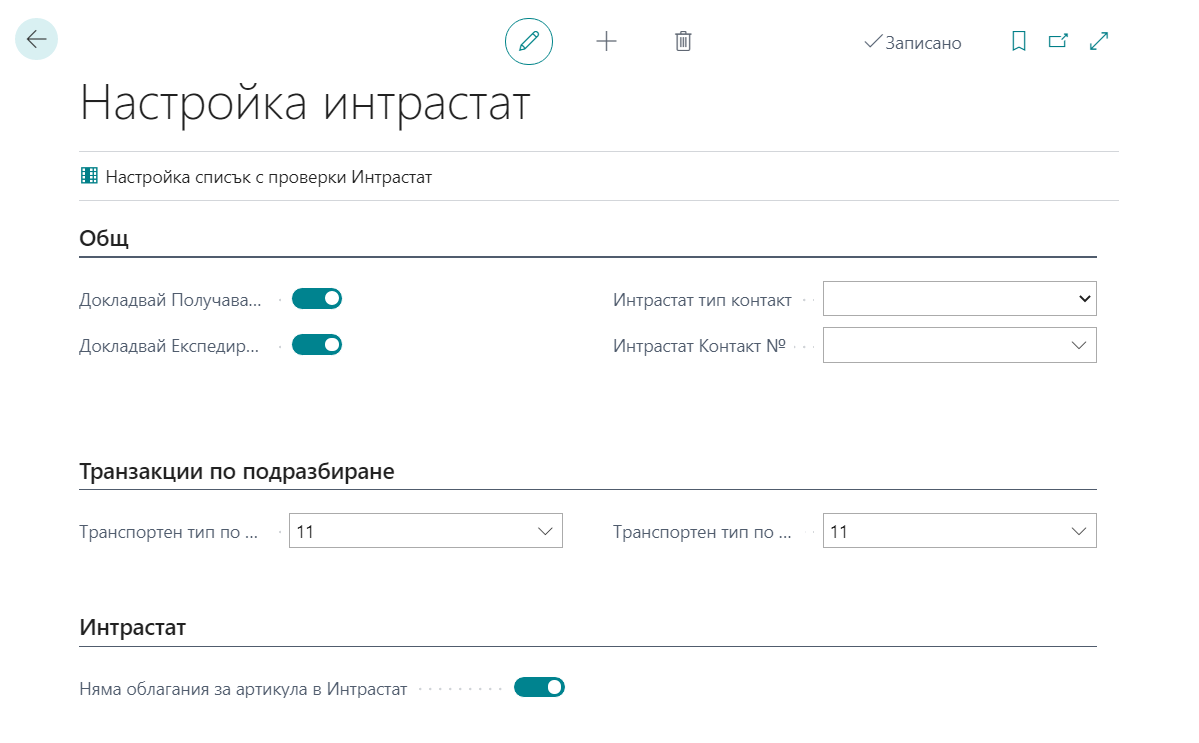 Записано
Настройка интрастат
Настройка списък с проверки Интрастат
Общ
Докладвай Получава...
Интрастат тип контакт
Докладвай Експедир...
Интрастат Контакт №
Транзакции по подразбиране
Транспортен тип по ... 11
Транспортен тип по ... 11
Интрастат
Няма облагания за артикула в Интрастат